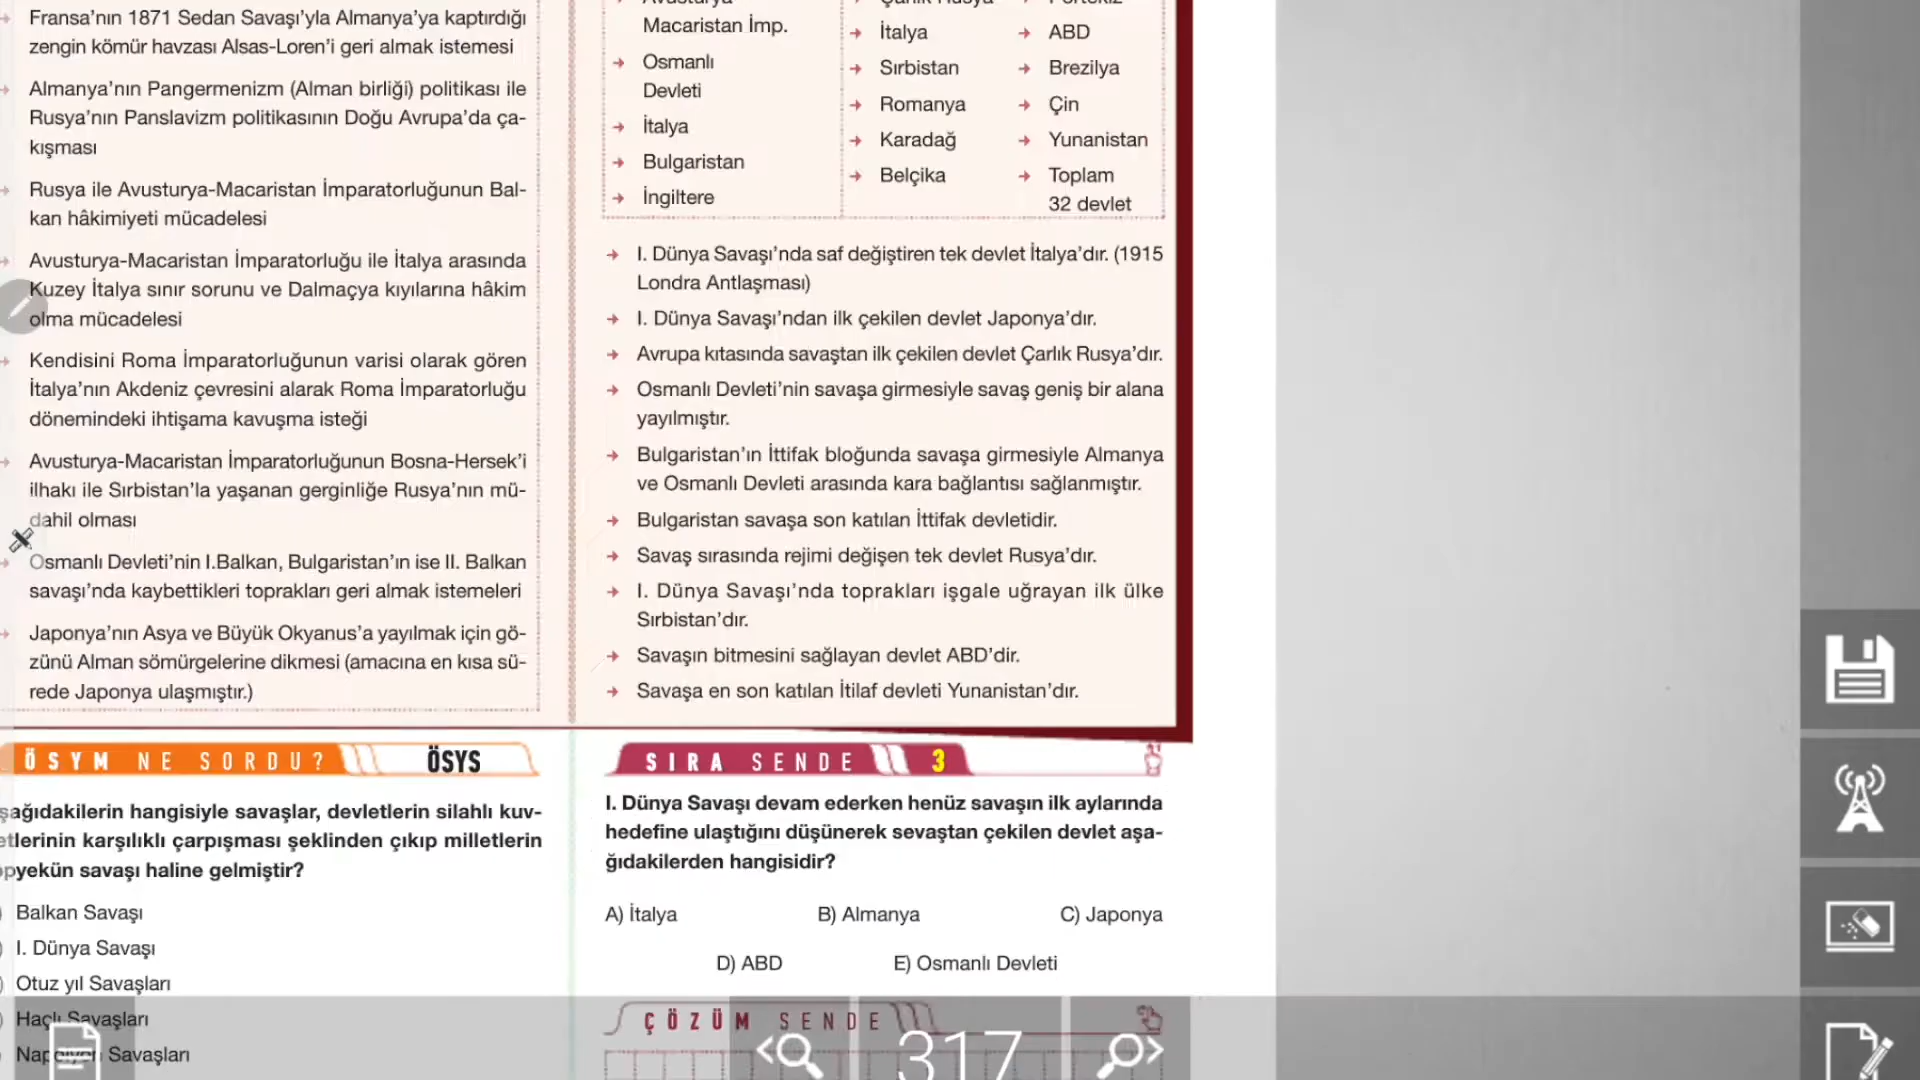 Fransa’nın 1871 Sedan Savaşı’yla Almanya’ya kaptırdığı
zengin kömür havzası Alsas-Loren’i geri almak istemesi
Almanya’nın Pangermenizm (Alman birliği) politikası ile
Rusya’nın Panslavizm politikasının Doğu Avrupa’da ça-
kışması
Rusya ile Avusturya-Macaristan İmparatorluğunun Bal-
kan hâkimiyeti mücadelesi
Avusturya-Macaristan İmparatorluğu ile İtalya arasında
Kuzey İtalya sınır sorunu ve Dalmaçya kıyılarına hâkim
olma mücadelesi
Kendisini Roma İmparatorluğunun varisi olarak gören
İtalya’nın Akdeniz çevresini alarak Roma İmparatorluğu
dönemindeki ihtişama kavuşma isteği
Avusturya-Macaristan İmparatorluğunun Bosna-Hersek’i
ilhakı ile Sırbistan’la yaşanan gerginliğe Rusya’nın mü-
dahil olması
Osmanlı Devleti’nin I.Balkan, Bulgaristan’ın ise II. Balkan
savaşı’nda kaybettikleri toprakları geri almak istemeleri
Japonya’nın Asya ve Büyük Okyanus’a yayılmak için gö-
zünü Alman sömürgelerine dikmesi (amacına en kısa sü-
rede Japonya ulaşmıştır.)
ÖSYM NE SORDU? ÖSYS
şağıdakilerin hangisiyle savaşlar, devletlerin silahlı kuv-
etlerinin karşılıklı çarpışması şeklinden çıkıp milletlerin
opyekün savaşı haline gelmiştir?
Balkan Savaşı
I. Dünya Savaşı
Otuz yıl Savaşları
Haçlı Savaşları
Savaşları
Macaristan İmp.
Osmanlı
Devleti
İtalya
Bulgaristan
İngiltere
Çarlık Rusya
İtalya
Sırbistan
Romanya
Karadağ
Belçika
Portekiz
ABD
Brezilya
Çin
Yunanistan
Toplam
32 devlet
I. Dünya Savaşı’nda saf değiştiren tek devlet İtalya’dır. (1915
Londra Antlaşması)
I. Dünya Savaşı’ndan ilk çekilen devlet Japonya’dır.
Avrupa kıtasında savaştan ilk çekilen devlet Çarlık Rusya’dır.
Osmanlı Devleti’nin savaşa girmesiyle savaş geniş bir alana
yayılmıştır.
Bulgaristan’ın İttifak bloğunda savaşa girmesiyle Almanya
ve Osmanlı Devleti arasında kara bağlantısı sağlanmıştır.
Bulgaristan savaşa son katılan İttifak devletidir.
Savaş sırasında rejimi değişen tek devlet Rusya’dır.
I. Dünya Savaşı’nda toprakları işgale uğrayan ilk ülke
Sırbistan’dır.
Savaşın bitmesini sağlayan devlet ABD’dir.
Savaşa en son katılan İtilaf devleti Yunanistan’dır.
SIRA SENDE 3
I. Dünya Savaşı devam ederken henüz savaşın ilk aylarında
hedefine ulaştığını düşünerek sevaştan çekilen devlet aşa-
ğıdakilerden hangisidir?
A) İtalya B) Almanya C) Japonya
D) ABD E) Osmanlı Devleti
ÇÖZÜM SENDE
317